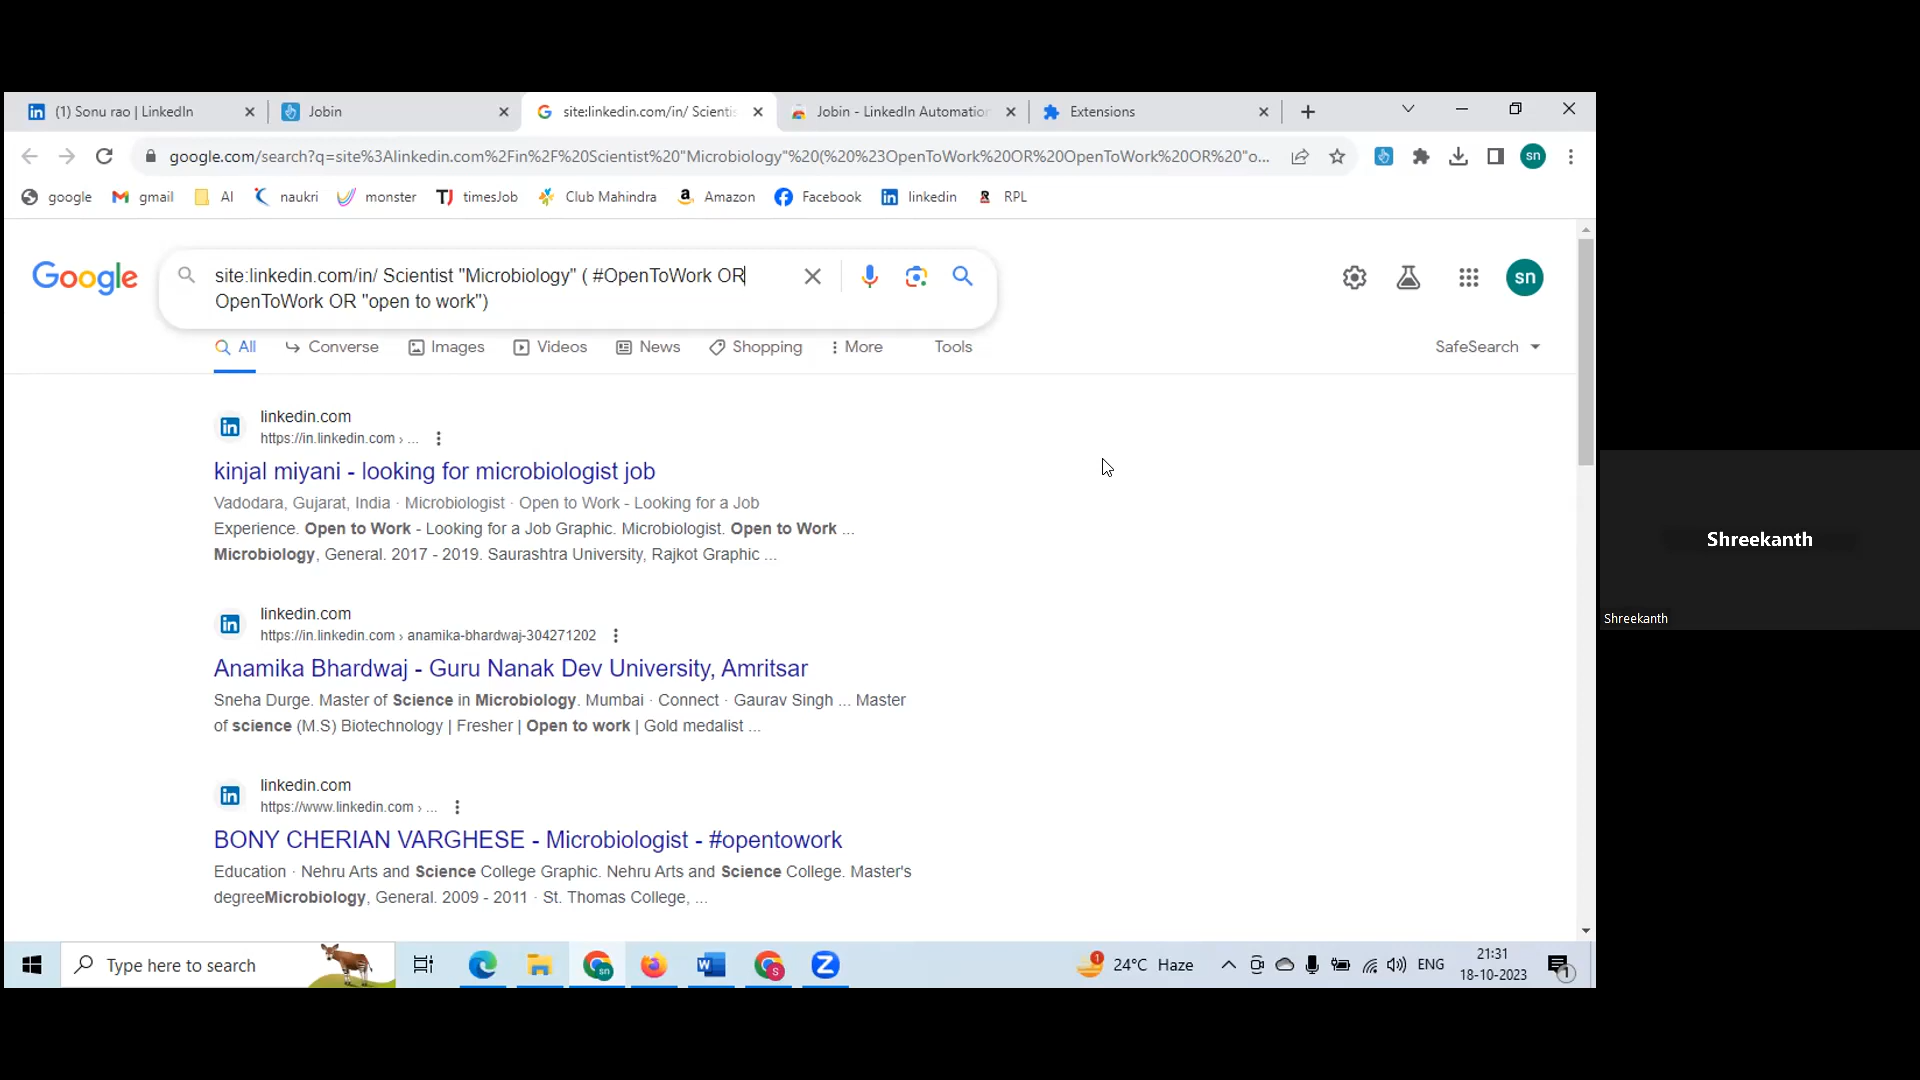 (1) Sonu rao | LinkedIn
Jobin
site:linkedin.com/in/ Scientis
Jobin - LinkedIn Automation
Extensions
google.com/search?q=site%3Alinkedin.com%2Fin%2F%20Scientist%20"Microbiology"%20(%20%23OpenToWork%20OR%20OpenToWork%20OR%20"o...
sn
google
gmail
AI
naukri
monster
TJ timesJob
Club Mahindra
Amazon
Facebook
linkedin
RPL
Google
site:linkedin.com/in/ Scientist "Microbiology" ( #OpenToWork OR
OpenToWork OR "open to work")
sn
All
Converse
Images
Videos
News
Shopping
More
Tools
SafeSearch
linkedin.com
https://in.linkedin.com › ...
kinjal miyani - looking for microbiologist job
Vadodara, Gujarat, India · Microbiologist · Open to Work - Looking for a Job
Experience. Open to Work - Looking for a Job Graphic. Microbiologist. Open to Work ...
Microbiology, General. 2017 - 2019. Saurashtra University, Rajkot Graphic ...
linkedin.com
https://in.linkedin.com › anamika-bhardwaj-304271202
Anamika Bhardwaj - Guru Nanak Dev University, Amritsar
Sneha Durge. Master of Science in Microbiology. Mumbai · Connect · Gaurav Singh ... Master
of science (M.S) Biotechnology | Fresher | Open to work | Gold medalist ...
linkedin.com
https://www.linkedin.com › ...
BONY CHERIAN VARGHESE - Microbiologist - #opentowork
Education · Nehru Arts and Science College Graphic. Nehru Arts and Science College. Master's
degreeMicrobiology, General. 2009 - 2011 · St. Thomas College, ...
Shreekanth
Shreekanth
Type here to search
24°C Haze
ENG
21:31
18-10-2023
1